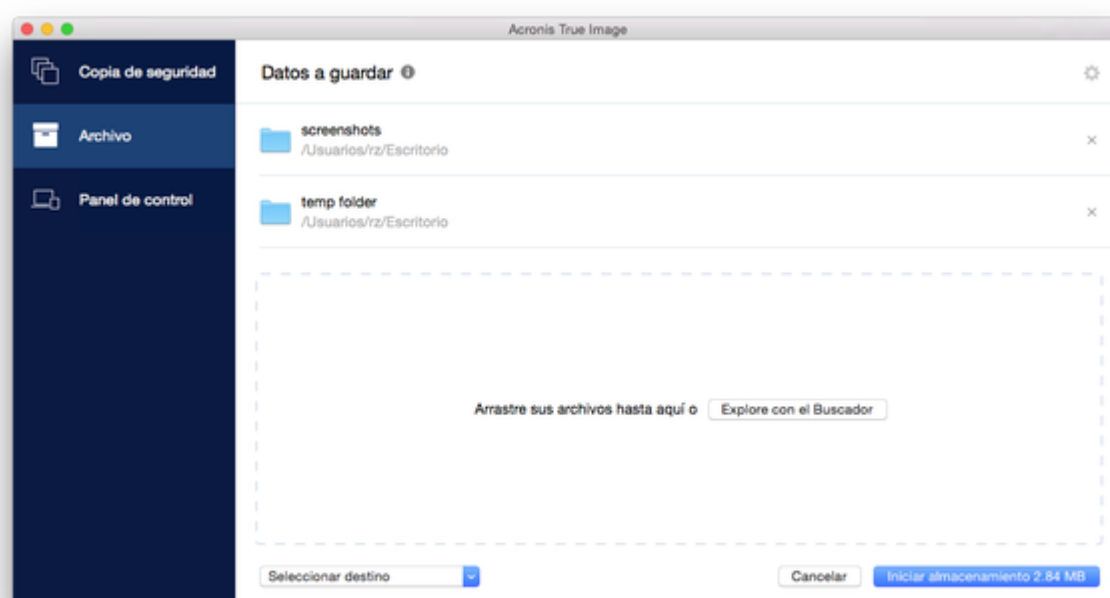 Acronis True Image
Copia de seguridad
Archivo
Panel de control
Datos a guardar
screenshots
/Usuarios/rz/Escritorio
temp folder
/Usuarios/rz/Escritorio
Arrastre sus archivos hasta aquí o Explore con el Buscador
Seleccionar destino
Cancelar
Iniciar almacenamiento 2.84 MB